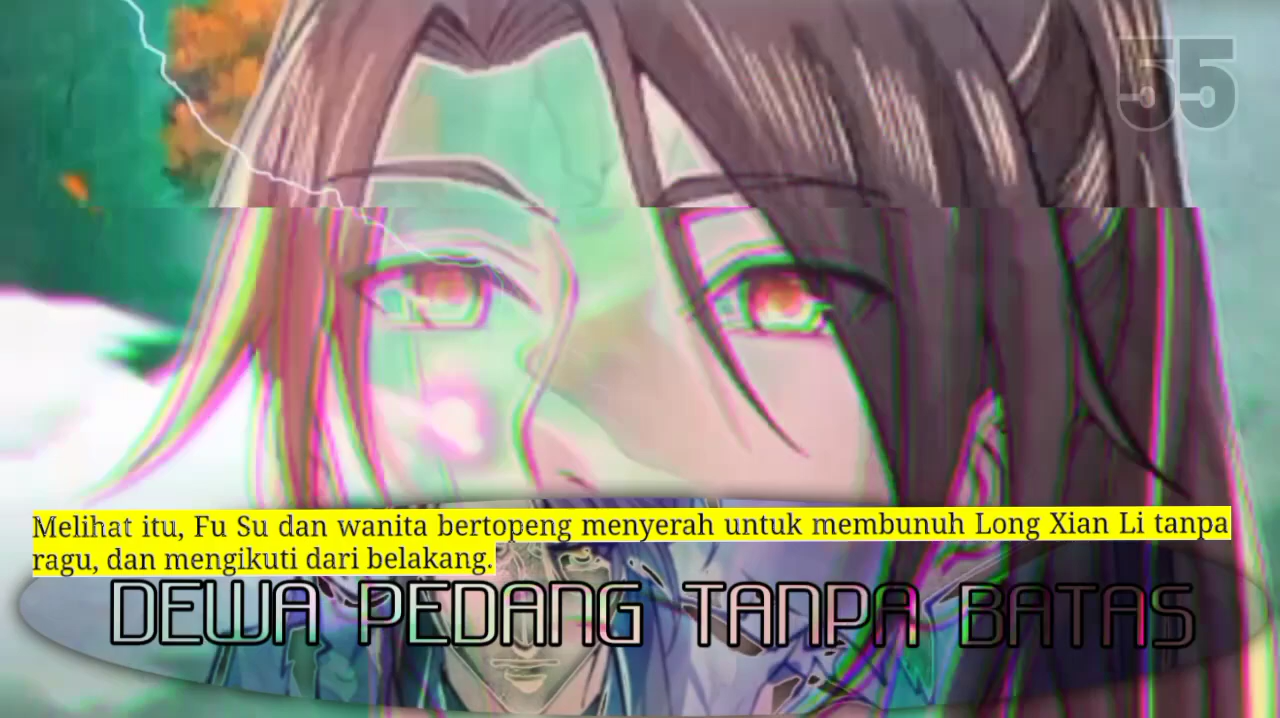 55
Melihat itu, Fu Su dan wanita bertopeng menyerah untuk membunuh Long Xian Li tanpa
ragu, dan mengikuti dari belakang.
DEWA PEDANG TANPA BATAS